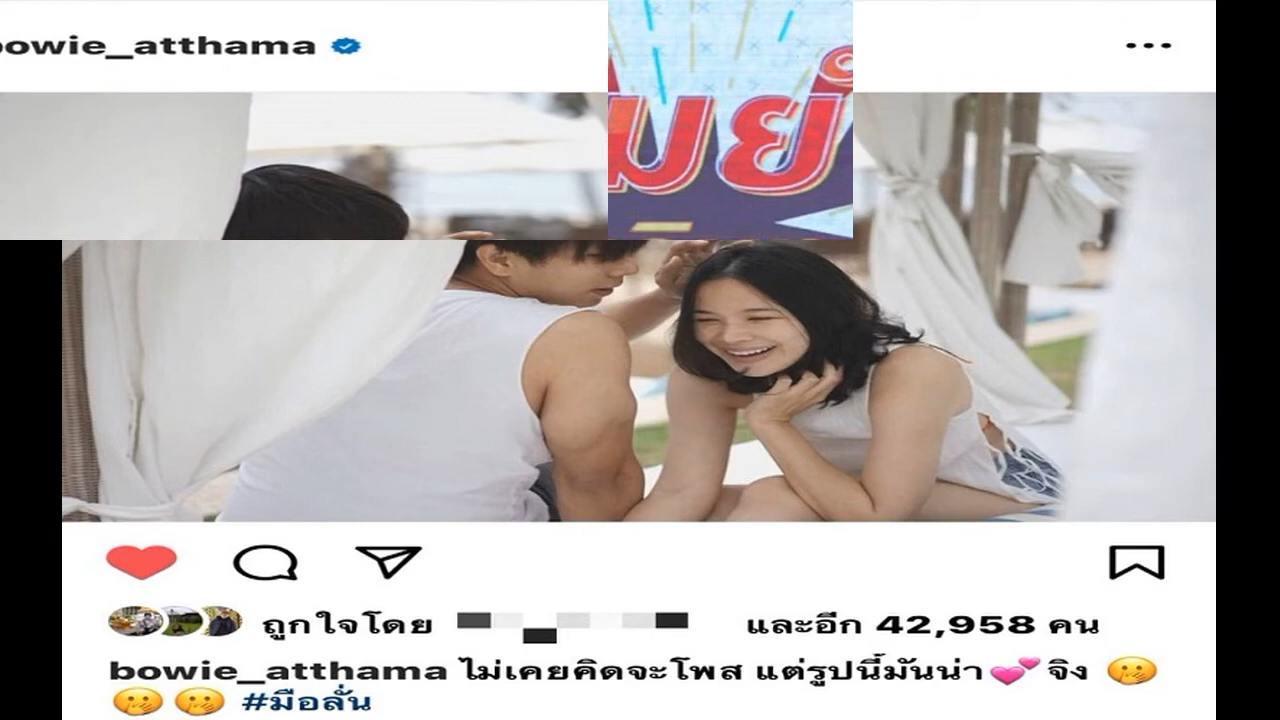 bowie_atthama
ถูกใจโดย และอีก 42,958 คน
bowie_atthama ไม่เคยคิดจะโพส แต่รูปนี้มันน่า💕จิง 🤭
🤭🤭 #มือลั่น